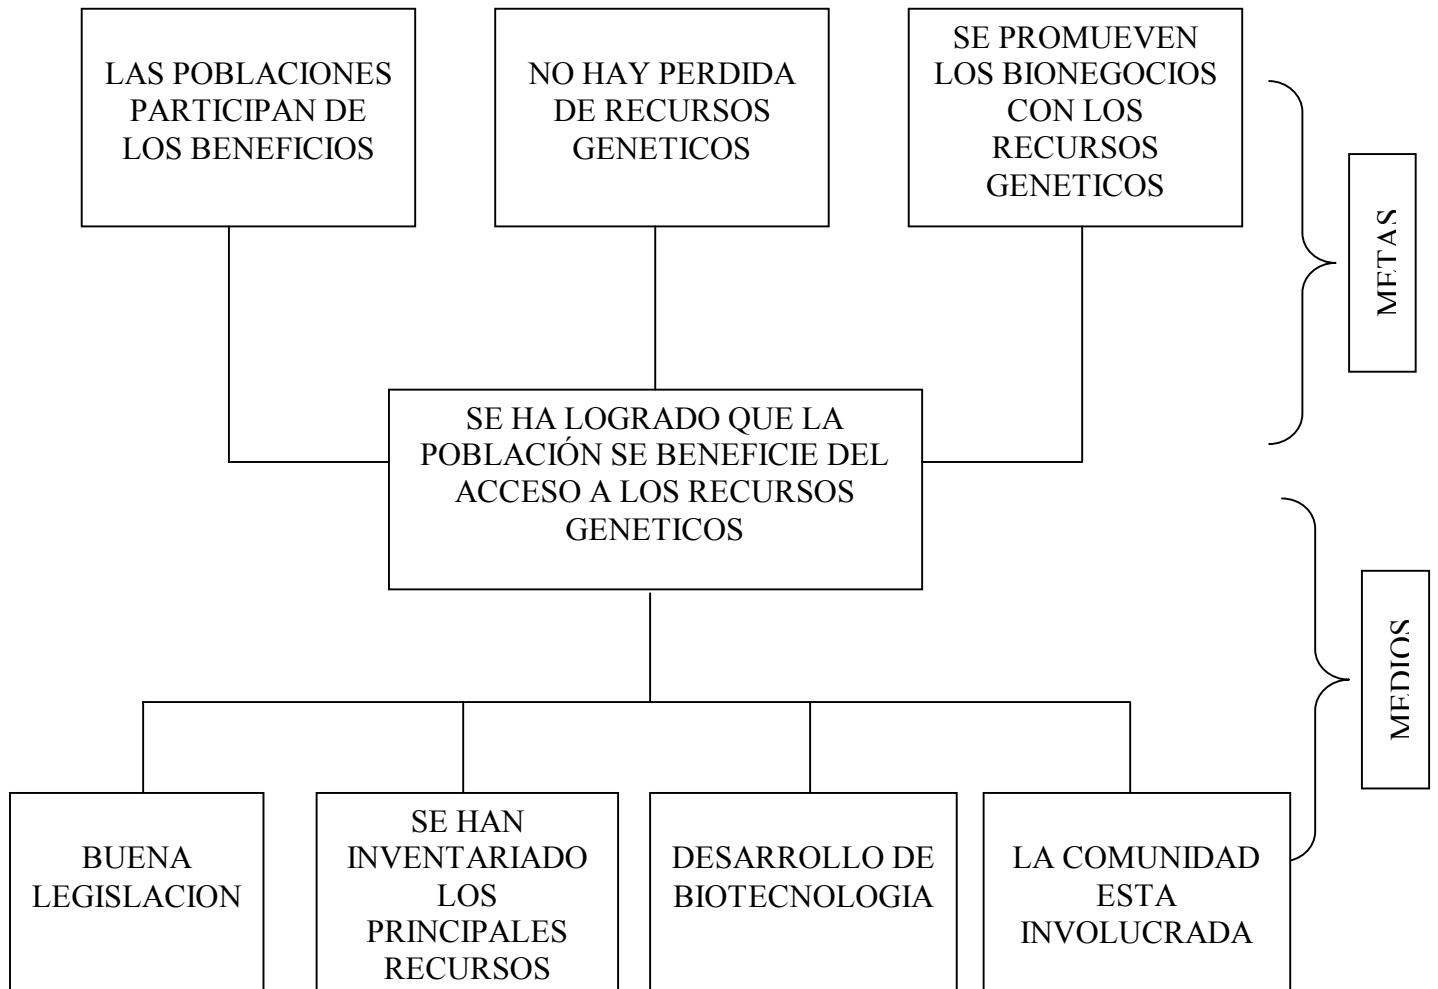 LAS POBLACIONES
PARTICIPAN DE
LOS BENEFICIOS
NO HAY PERDIDA
DE RECURSOS
GENETICOS
SE PROMUEVEN
LOS BIONEGOCIOS
CON LOS
RECURSOS
GENETICOS
METAS
SE HA LOGRADO QUE LA
POBLACIÓN SE BENEFICIE DEL
ACCESO A LOS RECURSOS
GENETICOS
MEDIOS
BUENA
LEGISLACION
SE HAN
INVENTARIADO
LOS
PRINCIPALES
RECURSOS
DESARROLLO DE
BIOTECNOLOGIA
LA COMUNIDAD
ESTA
INVOLUCRADA